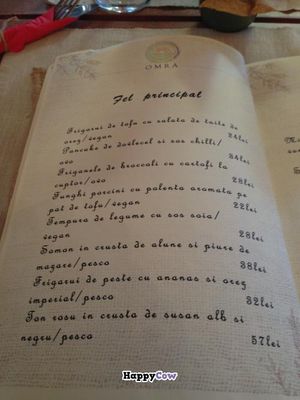 OMRA
Fel principal
Frigarui de tofu cu salata de taitei de
orez/vegan 24lei
Pancake de dovlecel si sos chilli/
ovo 24lei
Friganele de broccoli cu cartofi la
cuptor/ovo 28lei
Funghi porcini cu polenta aromata pe
pat de tofu/vegan 22lei
Tempura de legume cu sos soia/
vegan 28lei
Somon in crusta de alune si piure de
mazare/pesco 38lei
Frigarui de peste cu ananas si orez
imperial/pesco 32lei
Ton rosu in crusta de susan alb si
negru/pesco 57lei
HappyCow